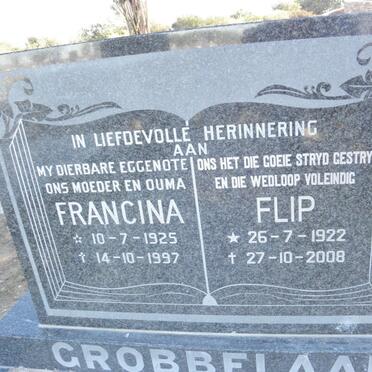 IN LIEFDEVOLLE HERINNERING
AAN
MY DIERBARE EGGENOTE
ONS MOEDER EN OUMA
FRANCINA
☆ 10-7-1925
† 14-10-1997
ONS HET DIE GOEIE STRYD GESTRY
EN DIE WEDLOOP VOLEINDIG
FLIP
★ 26-7-1922
† 27-10-2008
GROBBELAA